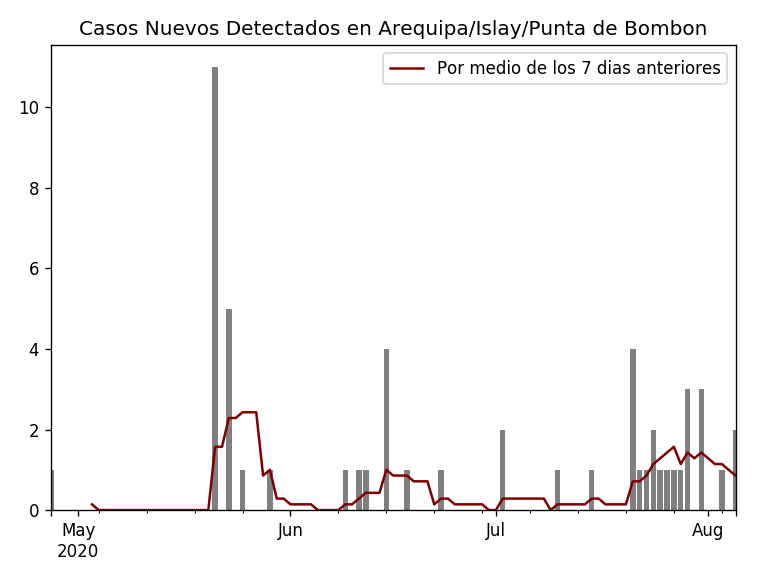 Casos Nuevos Detectados en Arequipa/Islay/Punta de Bombon
Por medio de los 7 dias anteriores
10
8
6
4
2
0
May
2020
Jun
Jul
Aug